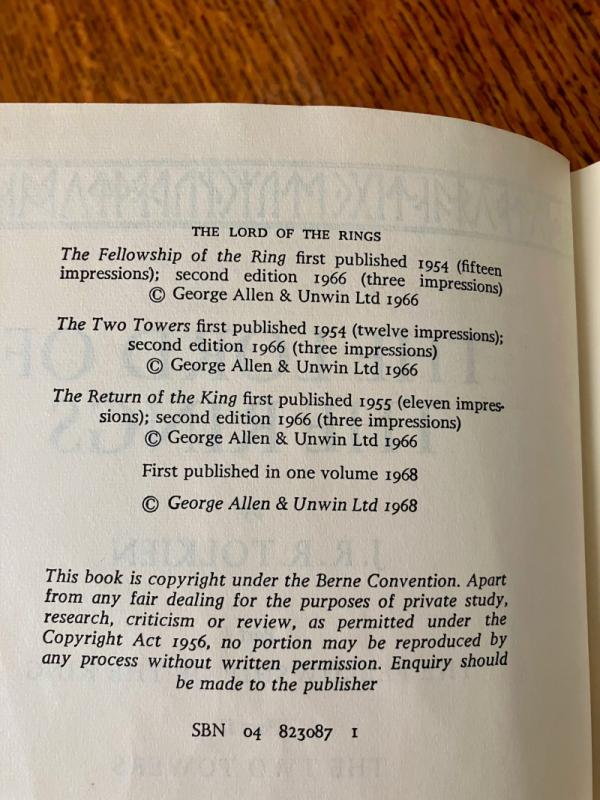 THE LORD OF THE RINGS
The Fellowship of the Ring first published 1954 (fifteen
impressions); second edition 1966 (three impressions)
© George Allen & Unwin Ltd 1966
The Two Towers first published 1954 (twelve impressions);
second edition 1966 (three impressions)
© George Allen & Unwin Ltd 1966
The Return of the King first published 1955 (eleven impres-
sions); second edition 1966 (three impressions)
© George Allen & Unwin Ltd 1966
First published in one volume 1968
© George Allen & Unwin Ltd 1968
This book is copyright under the Berne Convention. Apart
from any fair dealing for the purposes of private study,
research, criticism or review, as permitted under the
Copyright Act 1956, no portion may be reproduced by
any process without written permission. Enquiry should
be made to the publisher
SBN 04 823087 1